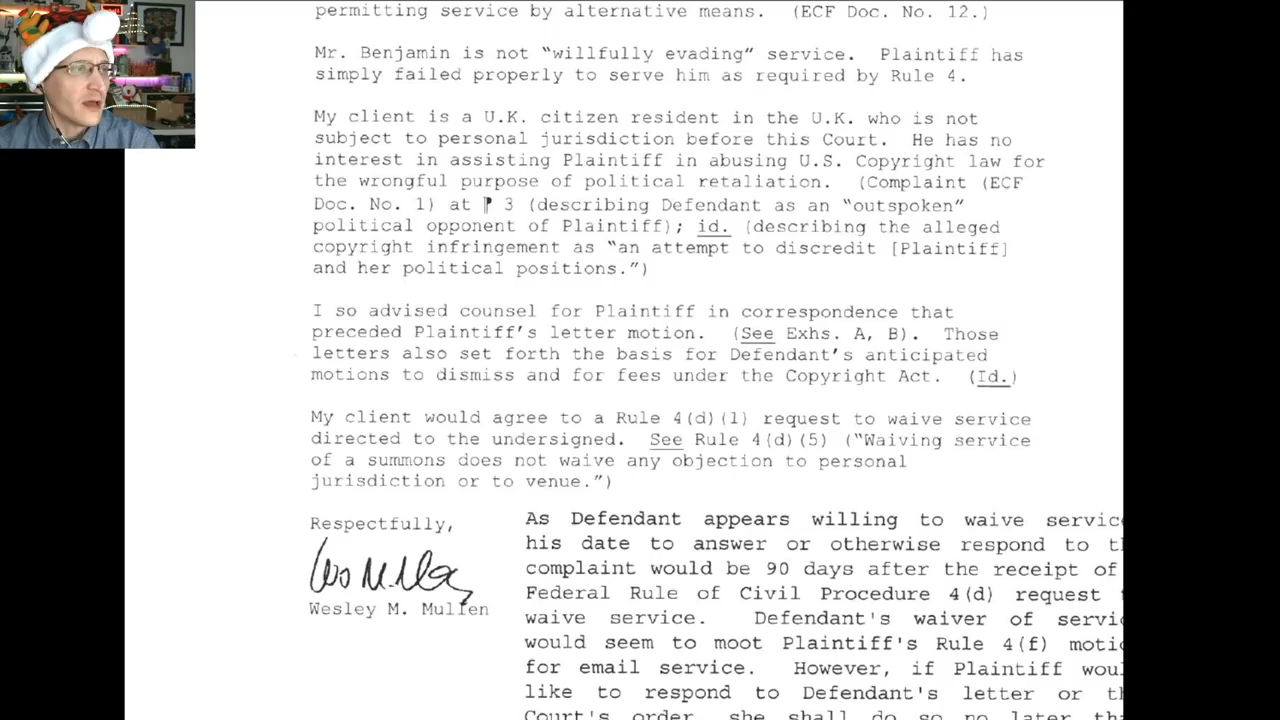 permitting service by alternative means. (ECF Doc. No. 12.)
Mr. Benjamin is not “willfully evading” service. Plaintiff has
simply failed properly to serve him as required by Rule 4.
My client is a U.K. citizen resident in the U.K. who is not
subject to personal jurisdiction before this Court. He has no
interest in assisting Plaintiff in abusing U.S. Copyright law for
the wrongful purpose of political retaliation. (Complaint (ECF
Doc. No. 1) at ¶ 3 (describing Defendant as an “outspoken”
political opponent of Plaintiff); id. (describing the alleged
copyright infringement as “an attempt to discredit [Plaintiff]
and her political positions.”)
I so advised counsel for Plaintiff in correspondence that
preceded Plaintiff’s letter motion. (See Exhs. A, B). Those
letters also set forth the basis for Defendant’s anticipated
motions to dismiss and for fees under the Copyright Act. (Id.)
My client would agree to a Rule 4(d)(1) request to waive service
directed to the undersigned. See Rule 4(d)(5) (“Waiving service
of a summons does not waive any objection to personal
jurisdiction or to venue.”)
Respectfully,
Wesley M. Mullen
As Defendant appears willing to waive service
his date to answer or otherwise respond to th
complaint would be 90 days after the receipt of
Federal Rule of Civil Procedure 4(d) request t
waive service. Defendant's waiver of servic
would seem to moot Plaintiff's Rule 4(f) motio
for email service. However, if Plaintiff woul
like to respond to Defendant's letter or th
Court's order, she shall do so no later tha